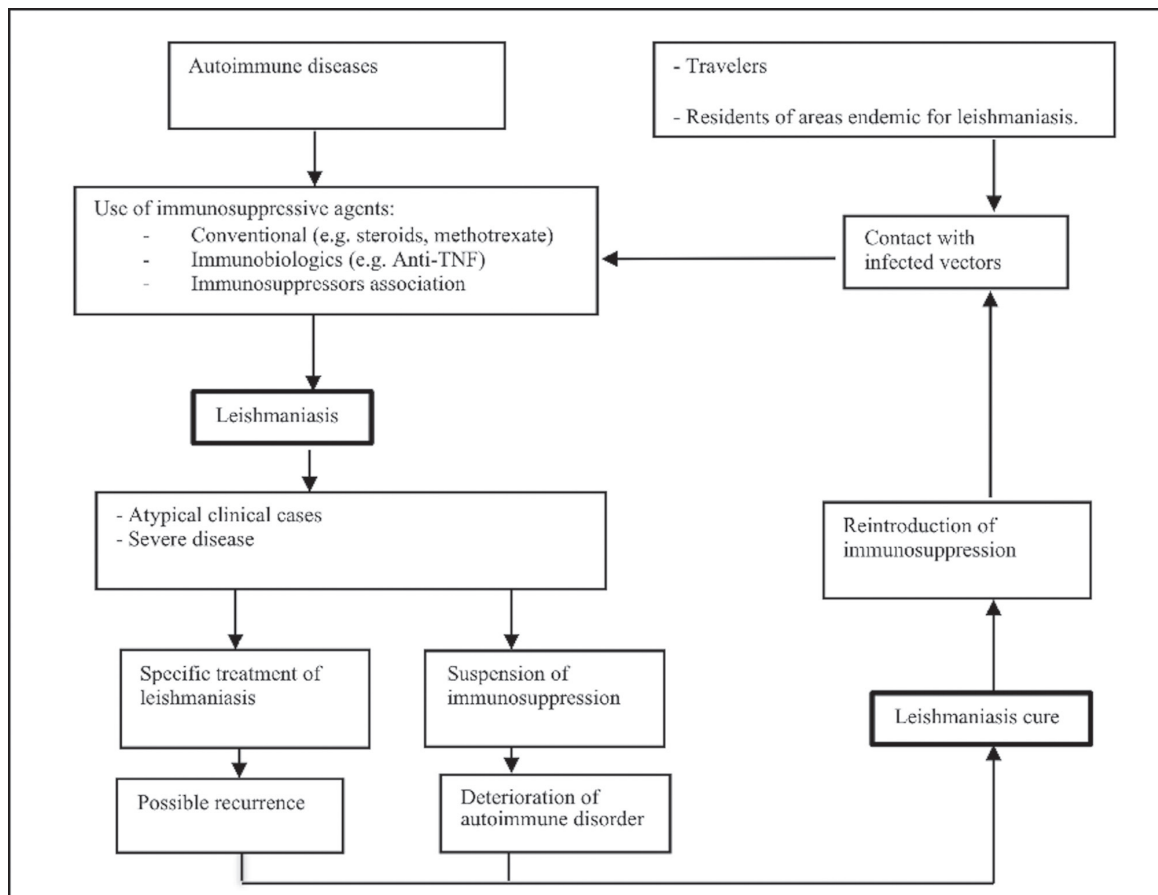 Autoimmune diseases
- Travelers
- Residents of areas endemic for leishmaniasis.
Use of immunosuppressive agents:
- Conventional (e.g. steroids, methotrexate)
- Immunobiologics (e.g. Anti-TNF)
- Immunosuppressors association
Contact with
infected vectors
Leishmaniasis
- Atypical clinical cases
- Severe disease
Reintroduction of
immunosuppression
Specific treatment of
leishmaniasis
Suspension of
immunosuppression
Leishmaniasis cure
Possible recurrence
Deterioration of
autoimmune disorder